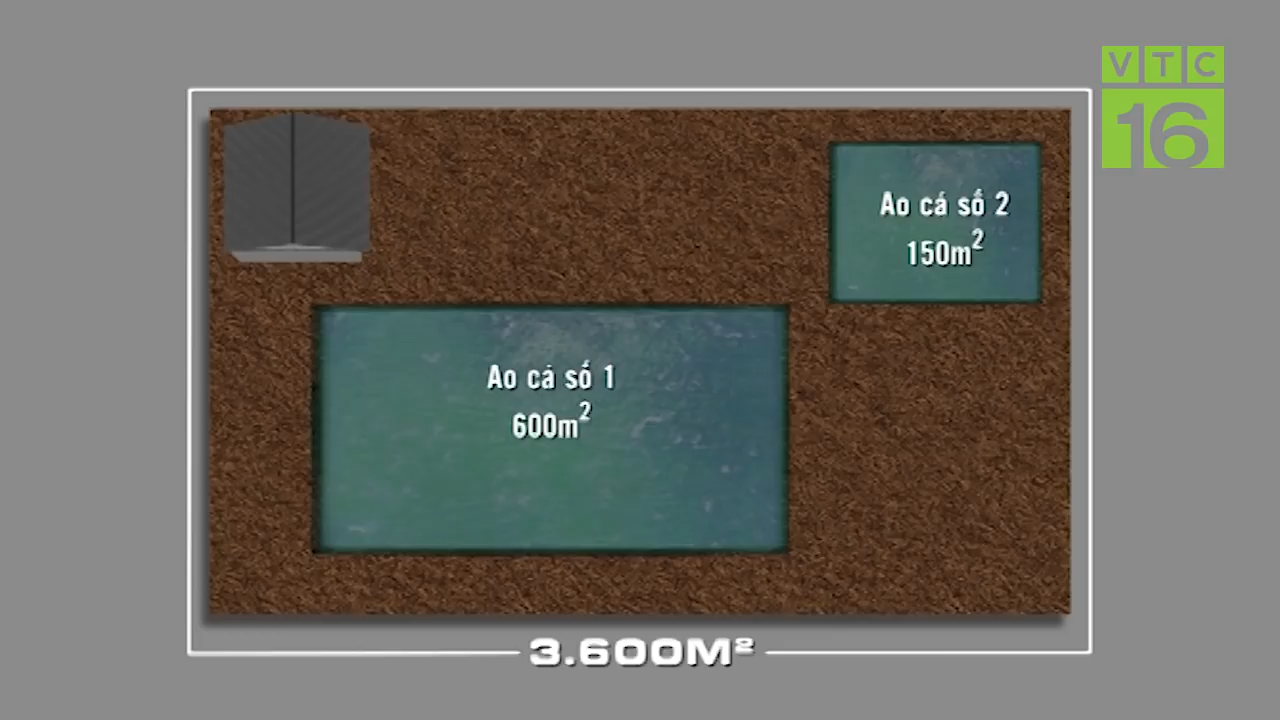 VTC
16
Ao cá số 2
150m²
Ao cá số 1
600m²
3.600M²